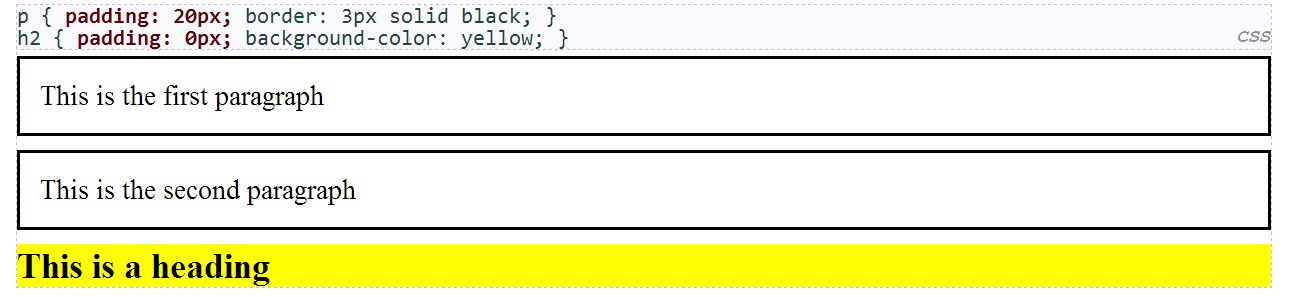 p { padding: 20px; border: 3px solid black; }
h2 { padding: 0px; background-color: yellow; }
CSS
This is the first paragraph
This is the second paragraph
This is a heading